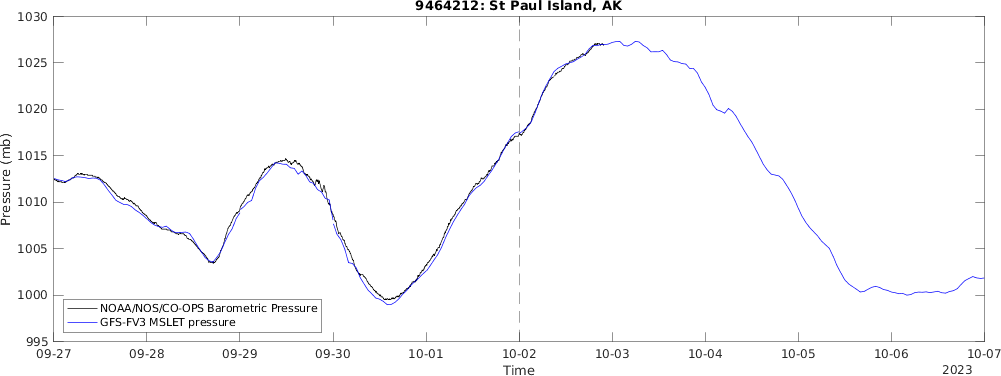 9464212: St Paul Island, AK
1030
1025
1020
1015
1010
1005
1000
995
Pressure (mb)
NOAA/NOS/CO-OPS Barometric Pressure
GFS-FV3 MSLET pressure
09-27 09-28 09-29 09-30 10-01 10-02 10-03 10-04 10-05 10-06 10-07
Time
2023